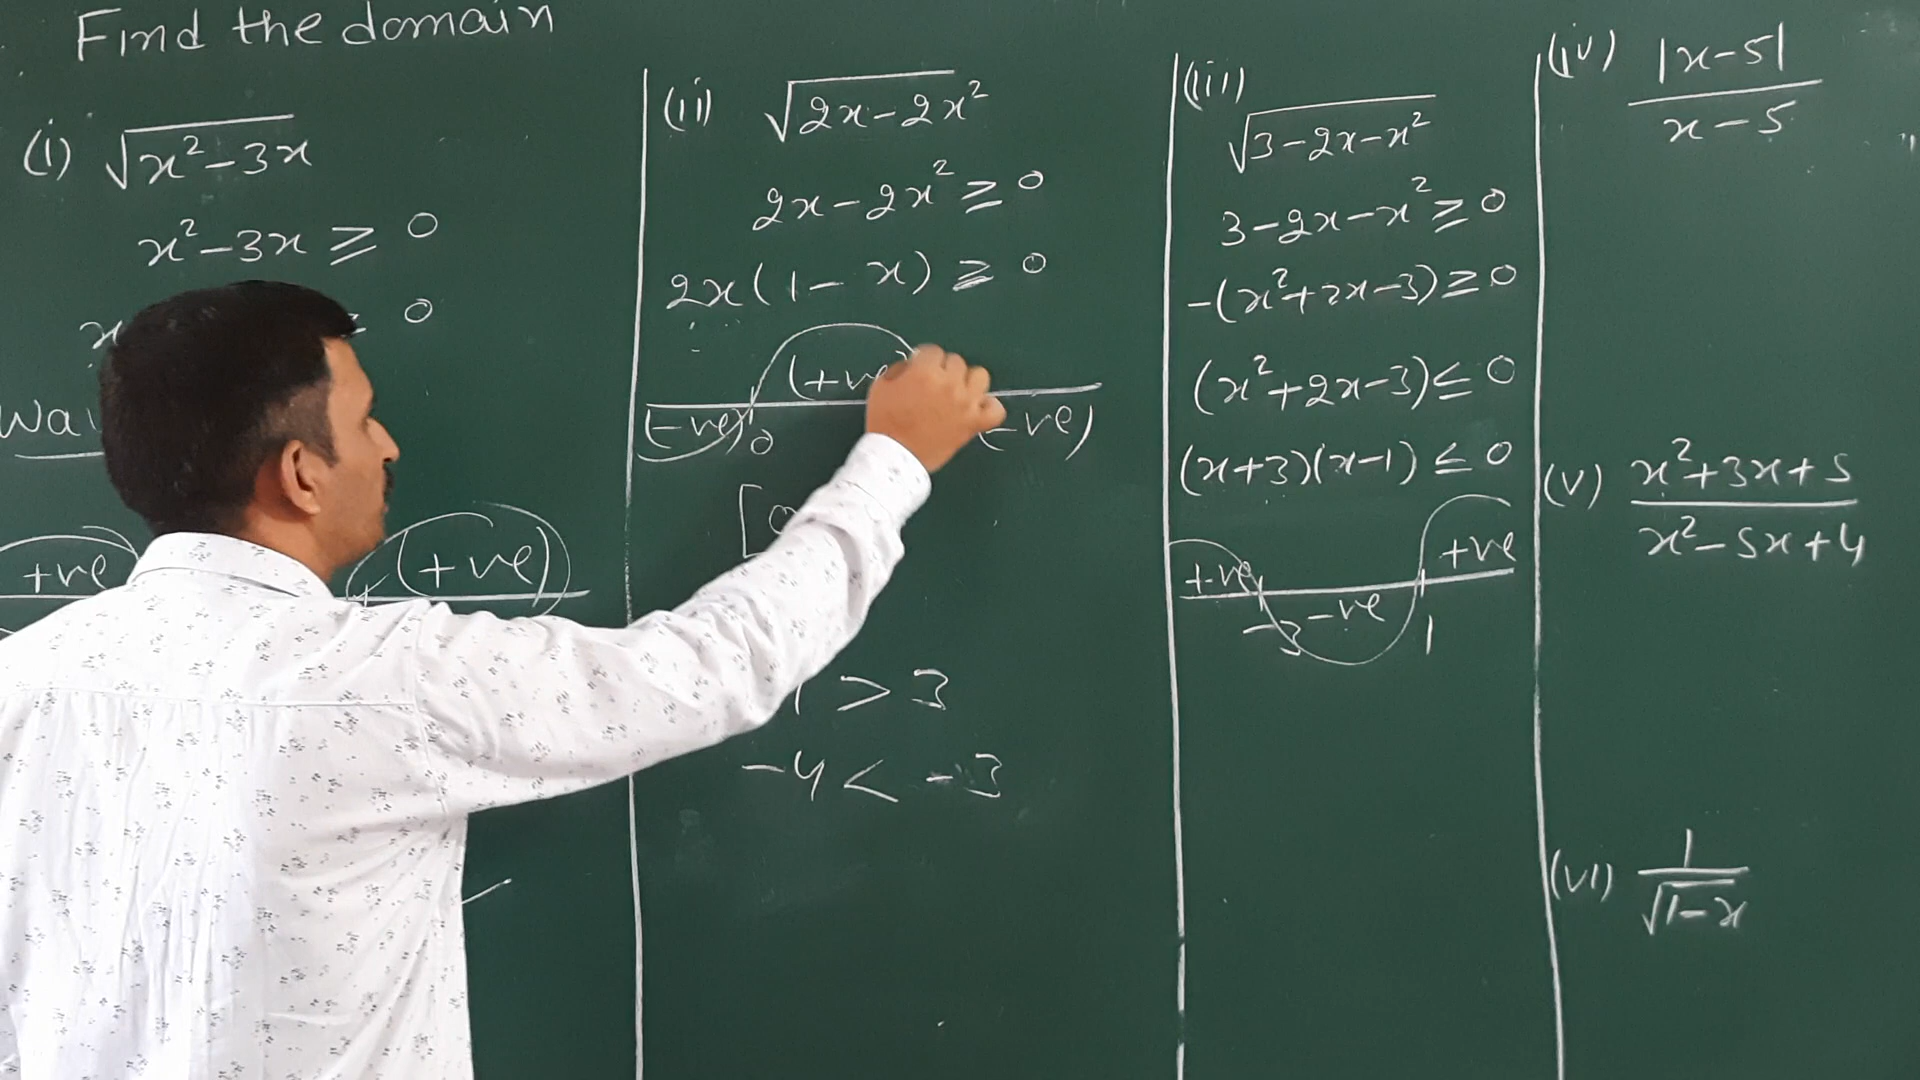 Find the domain
(i) √x²-3x
x²-3x ≥ 0
x ≥ 0
+ve (+ve)
(ii) √2x-2x²
2x-2x² ≥ 0
2x(1-x) ≥ 0
(+ve)
(-ve) 0 (-ve)
[0
1 > 3
-4 < -3
(iii)
√3-2x-x²
3-2x-x² ≥ 0
-(x²+2x-3) ≥ 0
(x²+2x-3) ≤ 0
(x+3)(x-1) ≤ 0
+ve -ve +ve
-3 1
(iv) |x-5|
x-5
(v) x²+3x+5
x²-5x+4
(vi) 1
√1-x